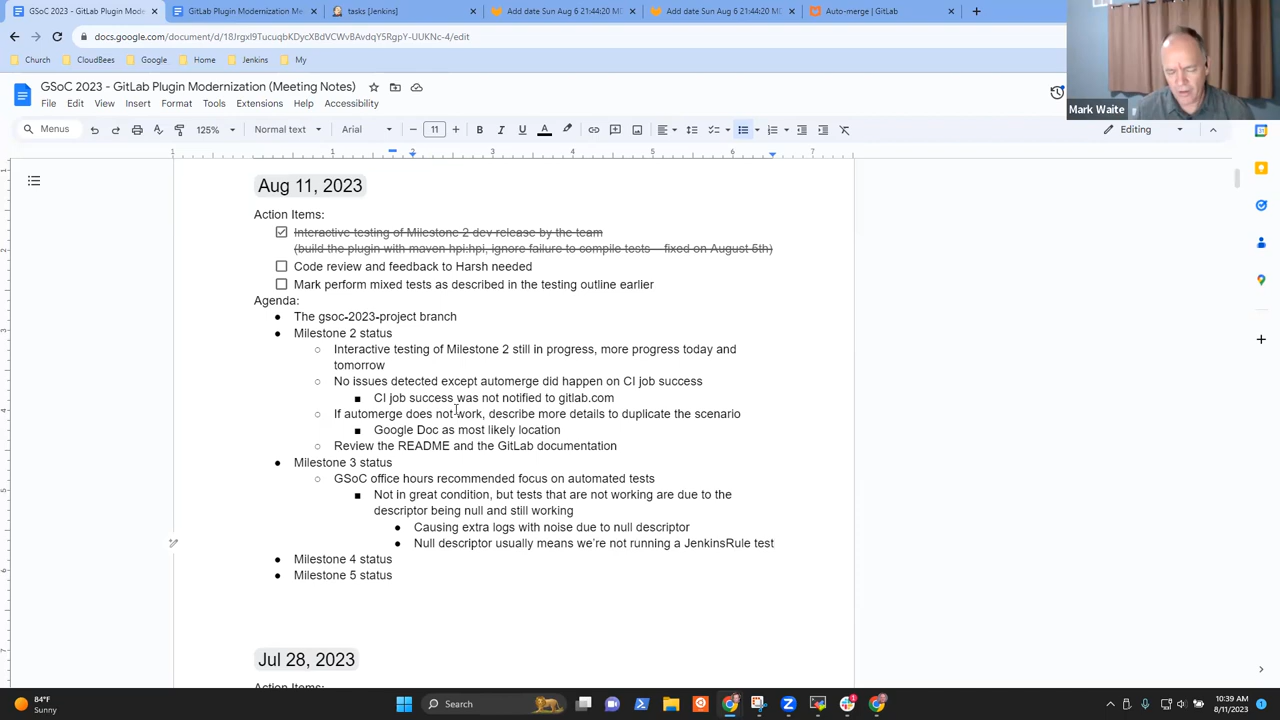 GSoC 2023 - GitLab Plugin Mode
GitLab Plugin Modernization (M
tasks [Jenkins]
Add date Sun Aug 6 21:44:20 M
Add date Sun Aug 6 21:44:20 M
Auto-merge | GitLab
docs.google.com/document/d/18Jrgxl9TucuqbKDycXBdVCWvBAvdqY5RgpY-UUKNc-4/edit
Church
CloudBees
Google
Home
Jenkins
My
GSoC 2023 - GitLab Plugin Modernization (Meeting Notes)
File Edit View Insert Format Tools Extensions Help Accessibility
Mark Waite
Menus
125%
Normal text
Arial
11
Editing
Aug 11, 2023
Action Items:
Interactive testing of Milestone 2 dev release by the team
(build the plugin with maven hpi:hpi, ignore failure to compile tests – fixed on August 5th)
Code review and feedback to Harsh needed
Mark perform mixed tests as described in the testing outline earlier
Agenda:
● The gsoc-2023-project branch
● Milestone 2 status
○ Interactive testing of Milestone 2 still in progress, more progress today and
tomorrow
○ No issues detected except automerge did happen on CI job success
■ CI job success was not notified to gitlab.com
○ If automerge does not work, describe more details to duplicate the scenario
■ Google Doc as most likely location
○ Review the README and the GitLab documentation
● Milestone 3 status
○ GSoC office hours recommended focus on automated tests
■ Not in great condition, but tests that are not working are due to the
descriptor being null and still working
● Causing extra logs with noise due to null descriptor
● Null descriptor usually means we're not running a JenkinsRule test
● Milestone 4 status
● Milestone 5 status
Jul 28, 2023
Action Items:
84°F
Sunny
Search
10:39 AM
8/11/2023